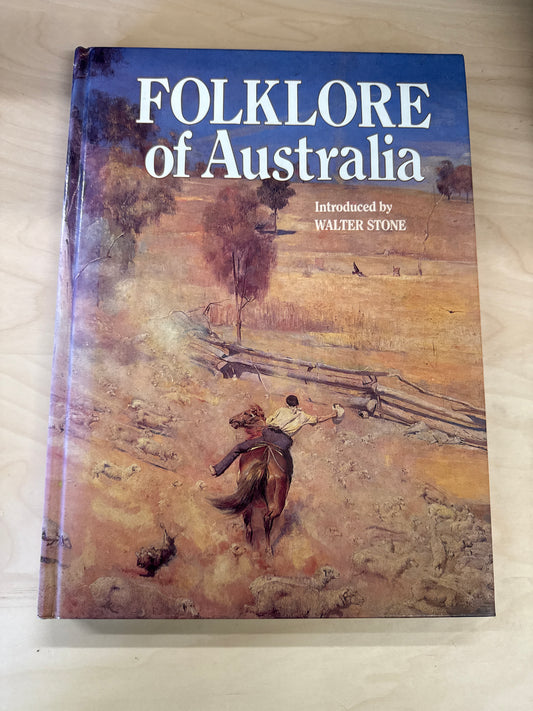 FOLKLORE
of Australia
Introduced by
WALTER STONE